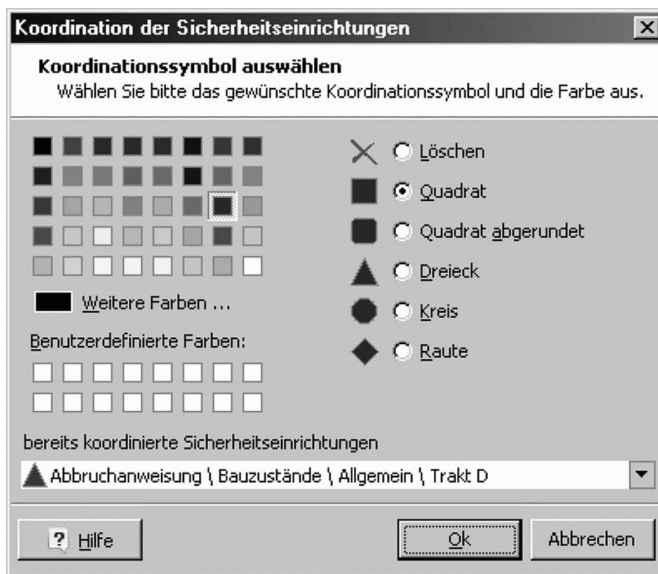 Koordination der Sicherheitseinrichtungen
Koordinationssymbol auswählen
Wählen Sie bitte das gewünschte Koordinationssymbol und die Farbe aus.
Löschen
Quadrat
Quadrat abgerundet
Dreieck
Kreis
Raute
Weitere Farben ...
Benutzerdefinierte Farben:
bereits koordinierte Sicherheitseinrichtungen
Abbruchanweisung \ Bauzustände \ Allgemein \ Trakt D
? Hilfe
Ok
Abbrechen